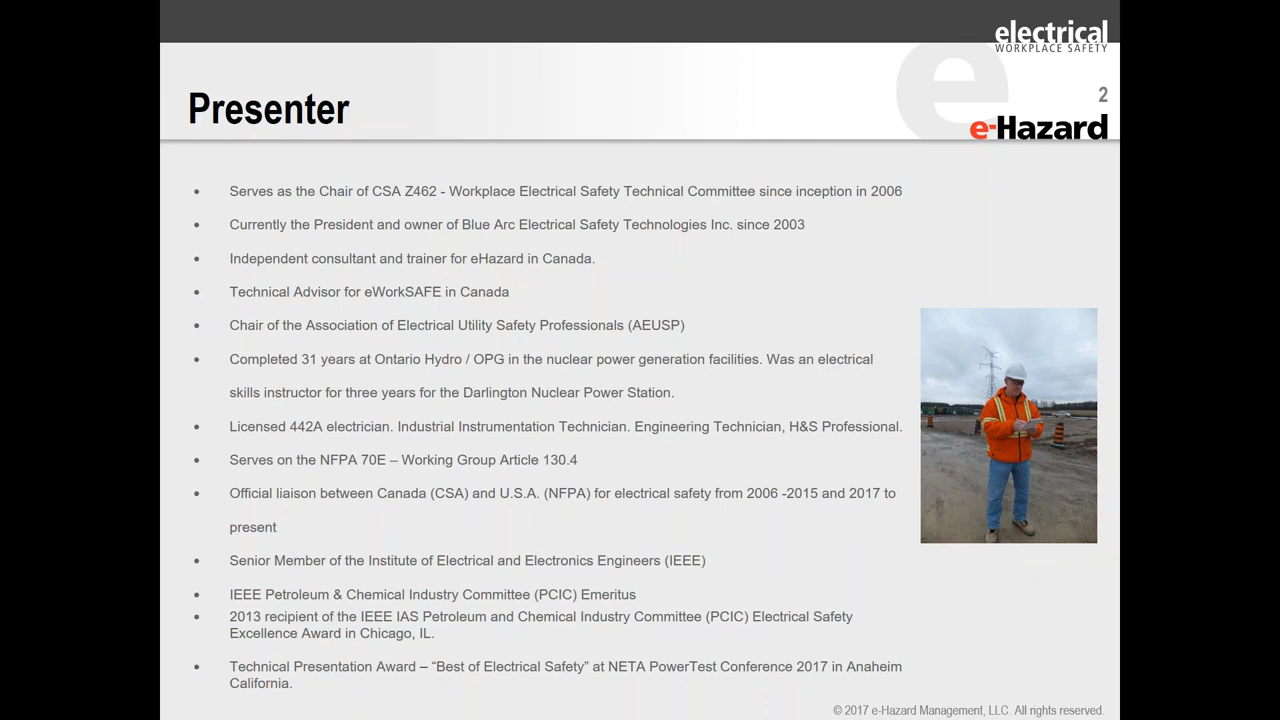 electrical
WORKPLACE SAFETY
Presenter
2
e-Hazard
• Serves as the Chair of CSA Z462 - Workplace Electrical Safety Technical Committee since inception in 2006
• Currently the President and owner of Blue Arc Electrical Safety Technologies Inc. since 2003
• Independent consultant and trainer for eHazard in Canada.
• Technical Advisor for eWorkSAFE in Canada
• Chair of the Association of Electrical Utility Safety Professionals (AEUSP)
• Completed 31 years at Ontario Hydro / OPG in the nuclear power generation facilities. Was an electrical
skills instructor for three years for the Darlington Nuclear Power Station.
• Licensed 442A electrician. Industrial Instrumentation Technician. Engineering Technician, H&S Professional.
• Serves on the NFPA 70E – Working Group Article 130.4
• Official liaison between Canada (CSA) and U.S.A. (NFPA) for electrical safety from 2006 -2015 and 2017 to
present
• Senior Member of the Institute of Electrical and Electronics Engineers (IEEE)
• IEEE Petroleum & Chemical Industry Committee (PCIC) Emeritus
• 2013 recipient of the IEEE IAS Petroleum and Chemical Industry Committee (PCIC) Electrical Safety
Excellence Award in Chicago, IL.
• Technical Presentation Award – “Best of Electrical Safety” at NETA PowerTest Conference 2017 in Anaheim
California.
© 2017 e-Hazard Management, LLC. All rights reserved.